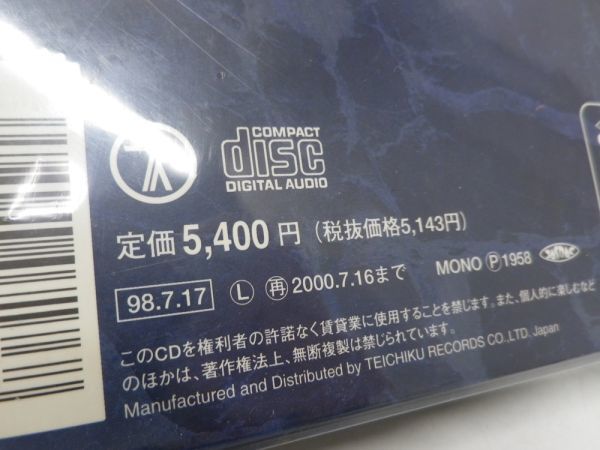 COMPACT
disc
DIGITAL AUDIO
定価5,400円（税抜価格5,143円）
98.7.17 Ⓛ ㊢ 2000.7.16まで MONO Ⓟ1958
このCDを権利者の許諾なく賃貸業に使用することを禁じます。また、個人的に楽しむなど
のほかは、著作権法上、無断複製は禁じられています。
Manufactured and Distributed by TEICHIKU RECORDS CO.,LTD. Japan